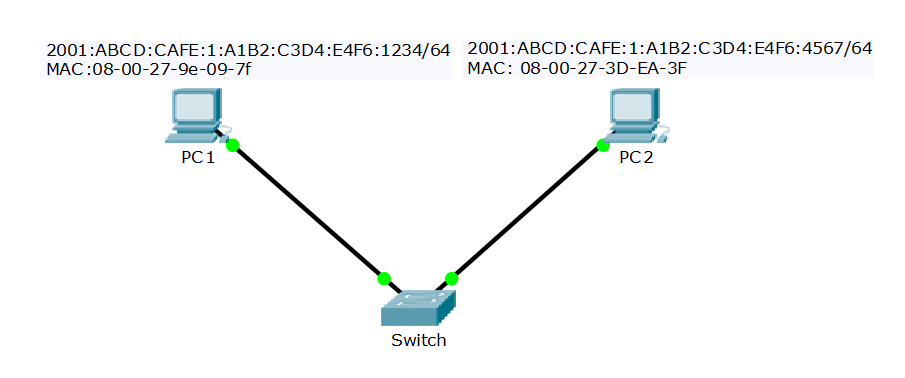 2001:ABCD:CAFE:1:A1B2:C3D4:E4F6:1234/64
MAC:08-00-27-9e-09-7f
2001:ABCD:CAFE:1:A1B2:C3D4:E4F6:4567/64
MAC: 08-00-27-3D-EA-3F
PC1
PC2
Switch